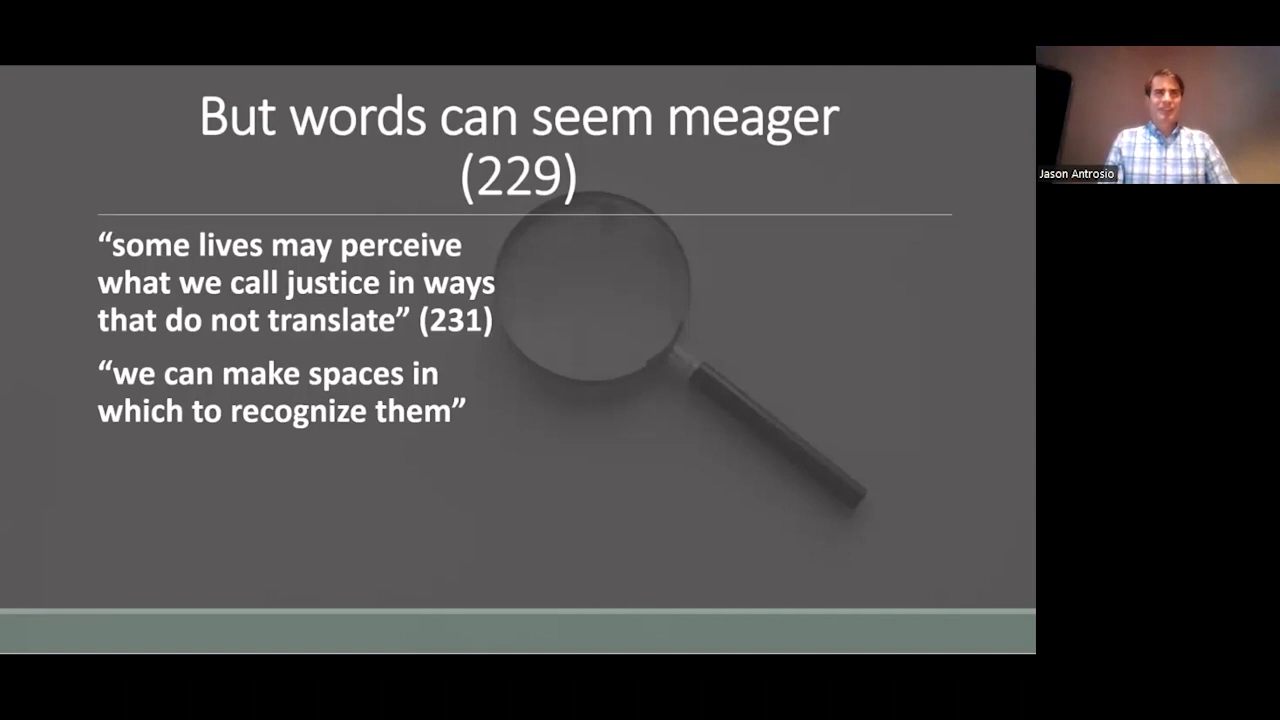 But words can seem meager
(229)
“some lives may perceive
what we call justice in ways
that do not translate” (231)
“we can make spaces in
which to recognize them”
Jason Antrosio